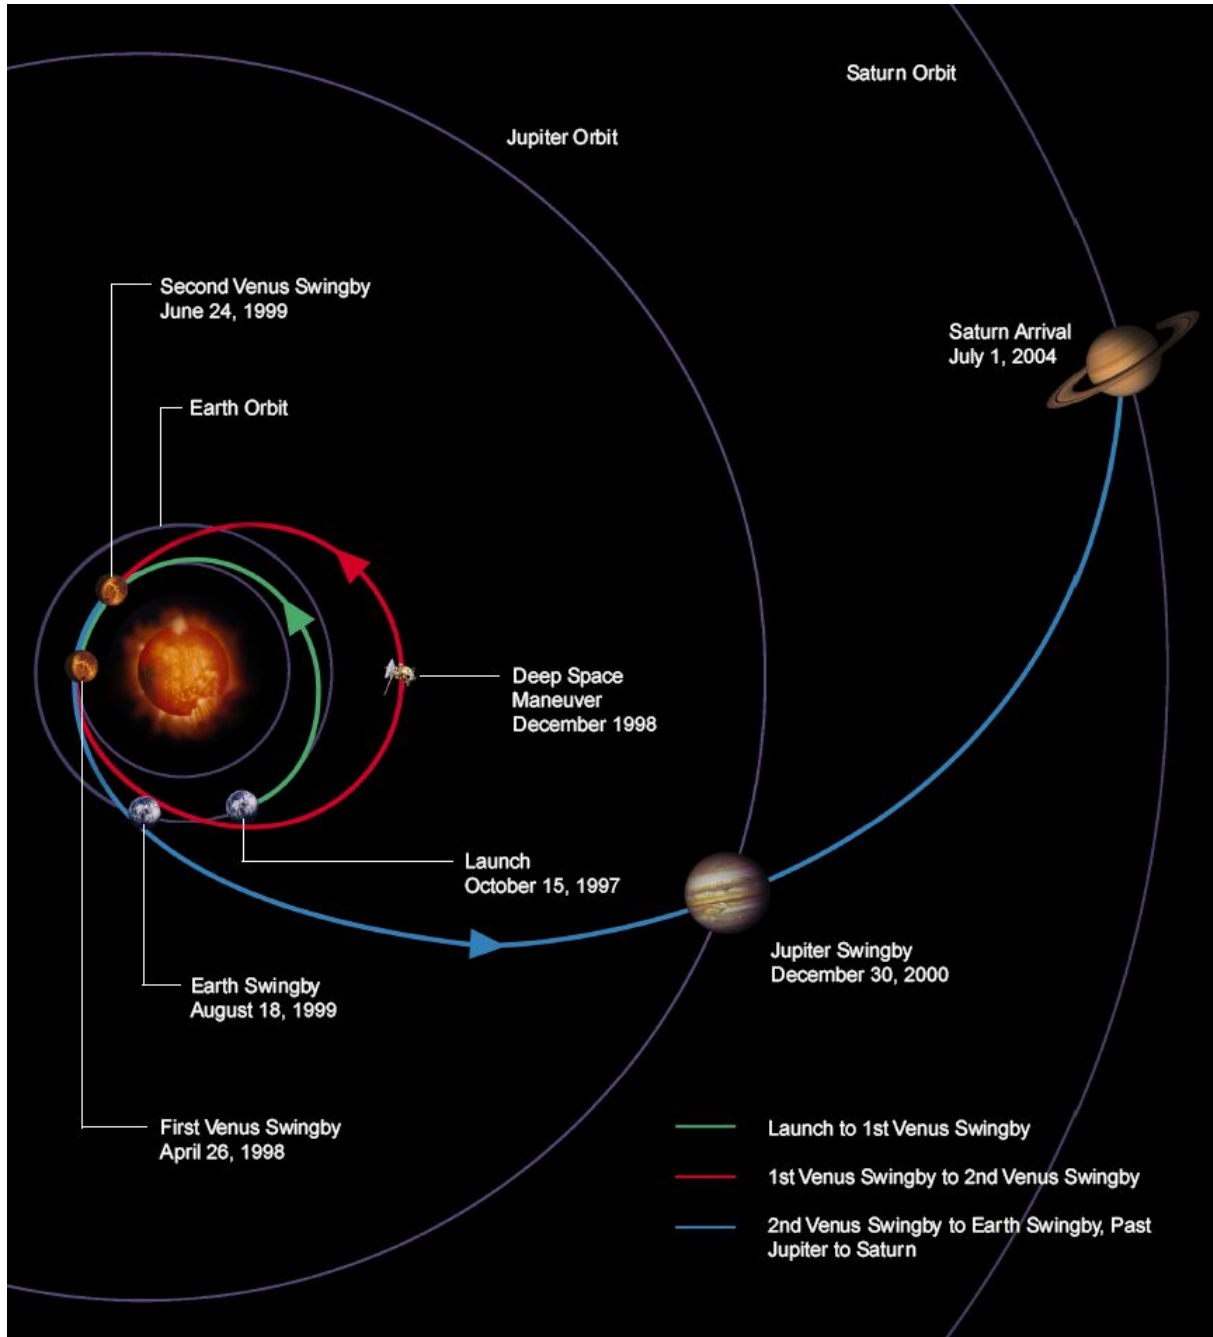 Saturn Orbit
Jupiter Orbit
Second Venus Swingby
June 24, 1999
Saturn Arrival
July 1, 2004
Earth Orbit
Deep Space
Maneuver
December 1998
Launch
October 15, 1997
Jupiter Swingby
December 30, 2000
Earth Swingby
August 18, 1999
First Venus Swingby
April 26, 1998
Launch to 1st Venus Swingby
1st Venus Swingby to 2nd Venus Swingby
2nd Venus Swingby to Earth Swingby, Past
Jupiter to Saturn